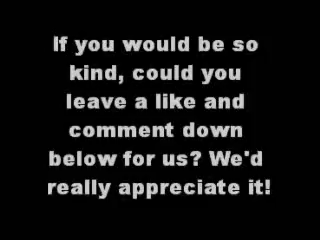 If you would be so
kind, could you
leave a like and
comment down
below for us? We'd
really appreciate it!